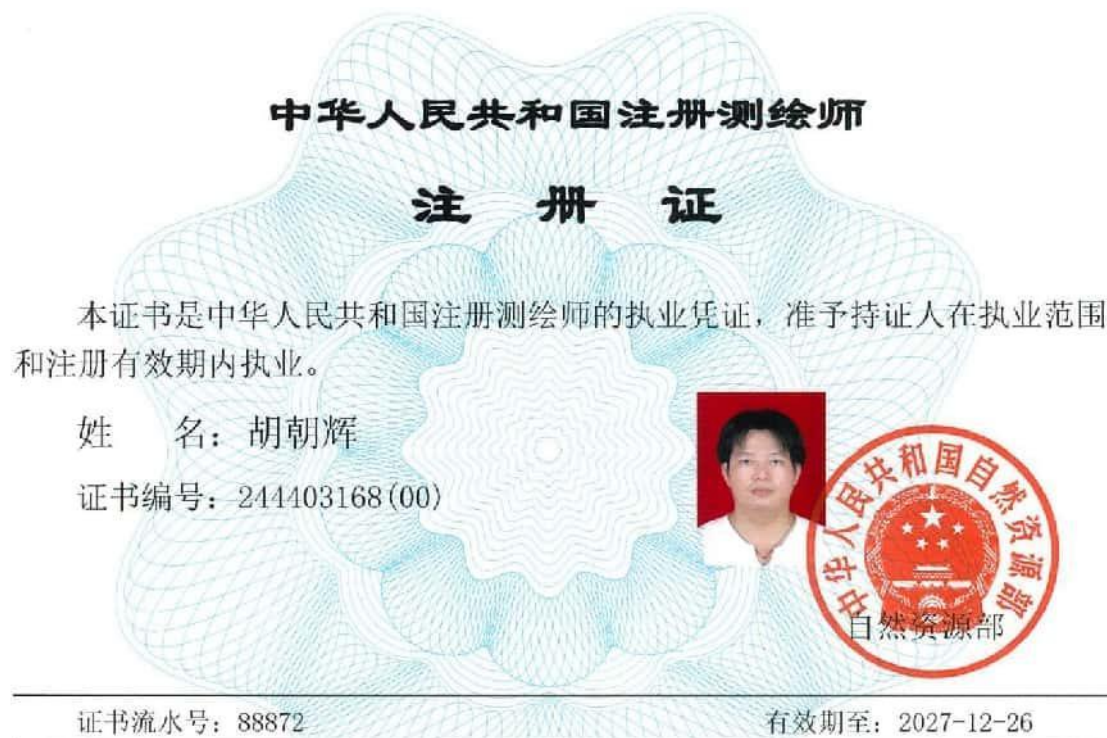 中华人民共和国注册测绘师
注 册 证
本证书是中华人民共和国注册测绘师的执业凭证，准予持证人在执业范围
和注册有效期内执业。
姓 名：胡朝辉
证书编号：244403168(00)
中华人民共和国自然资源部
自然资源部
证书流水号：88872
有效期至：2027-12-26